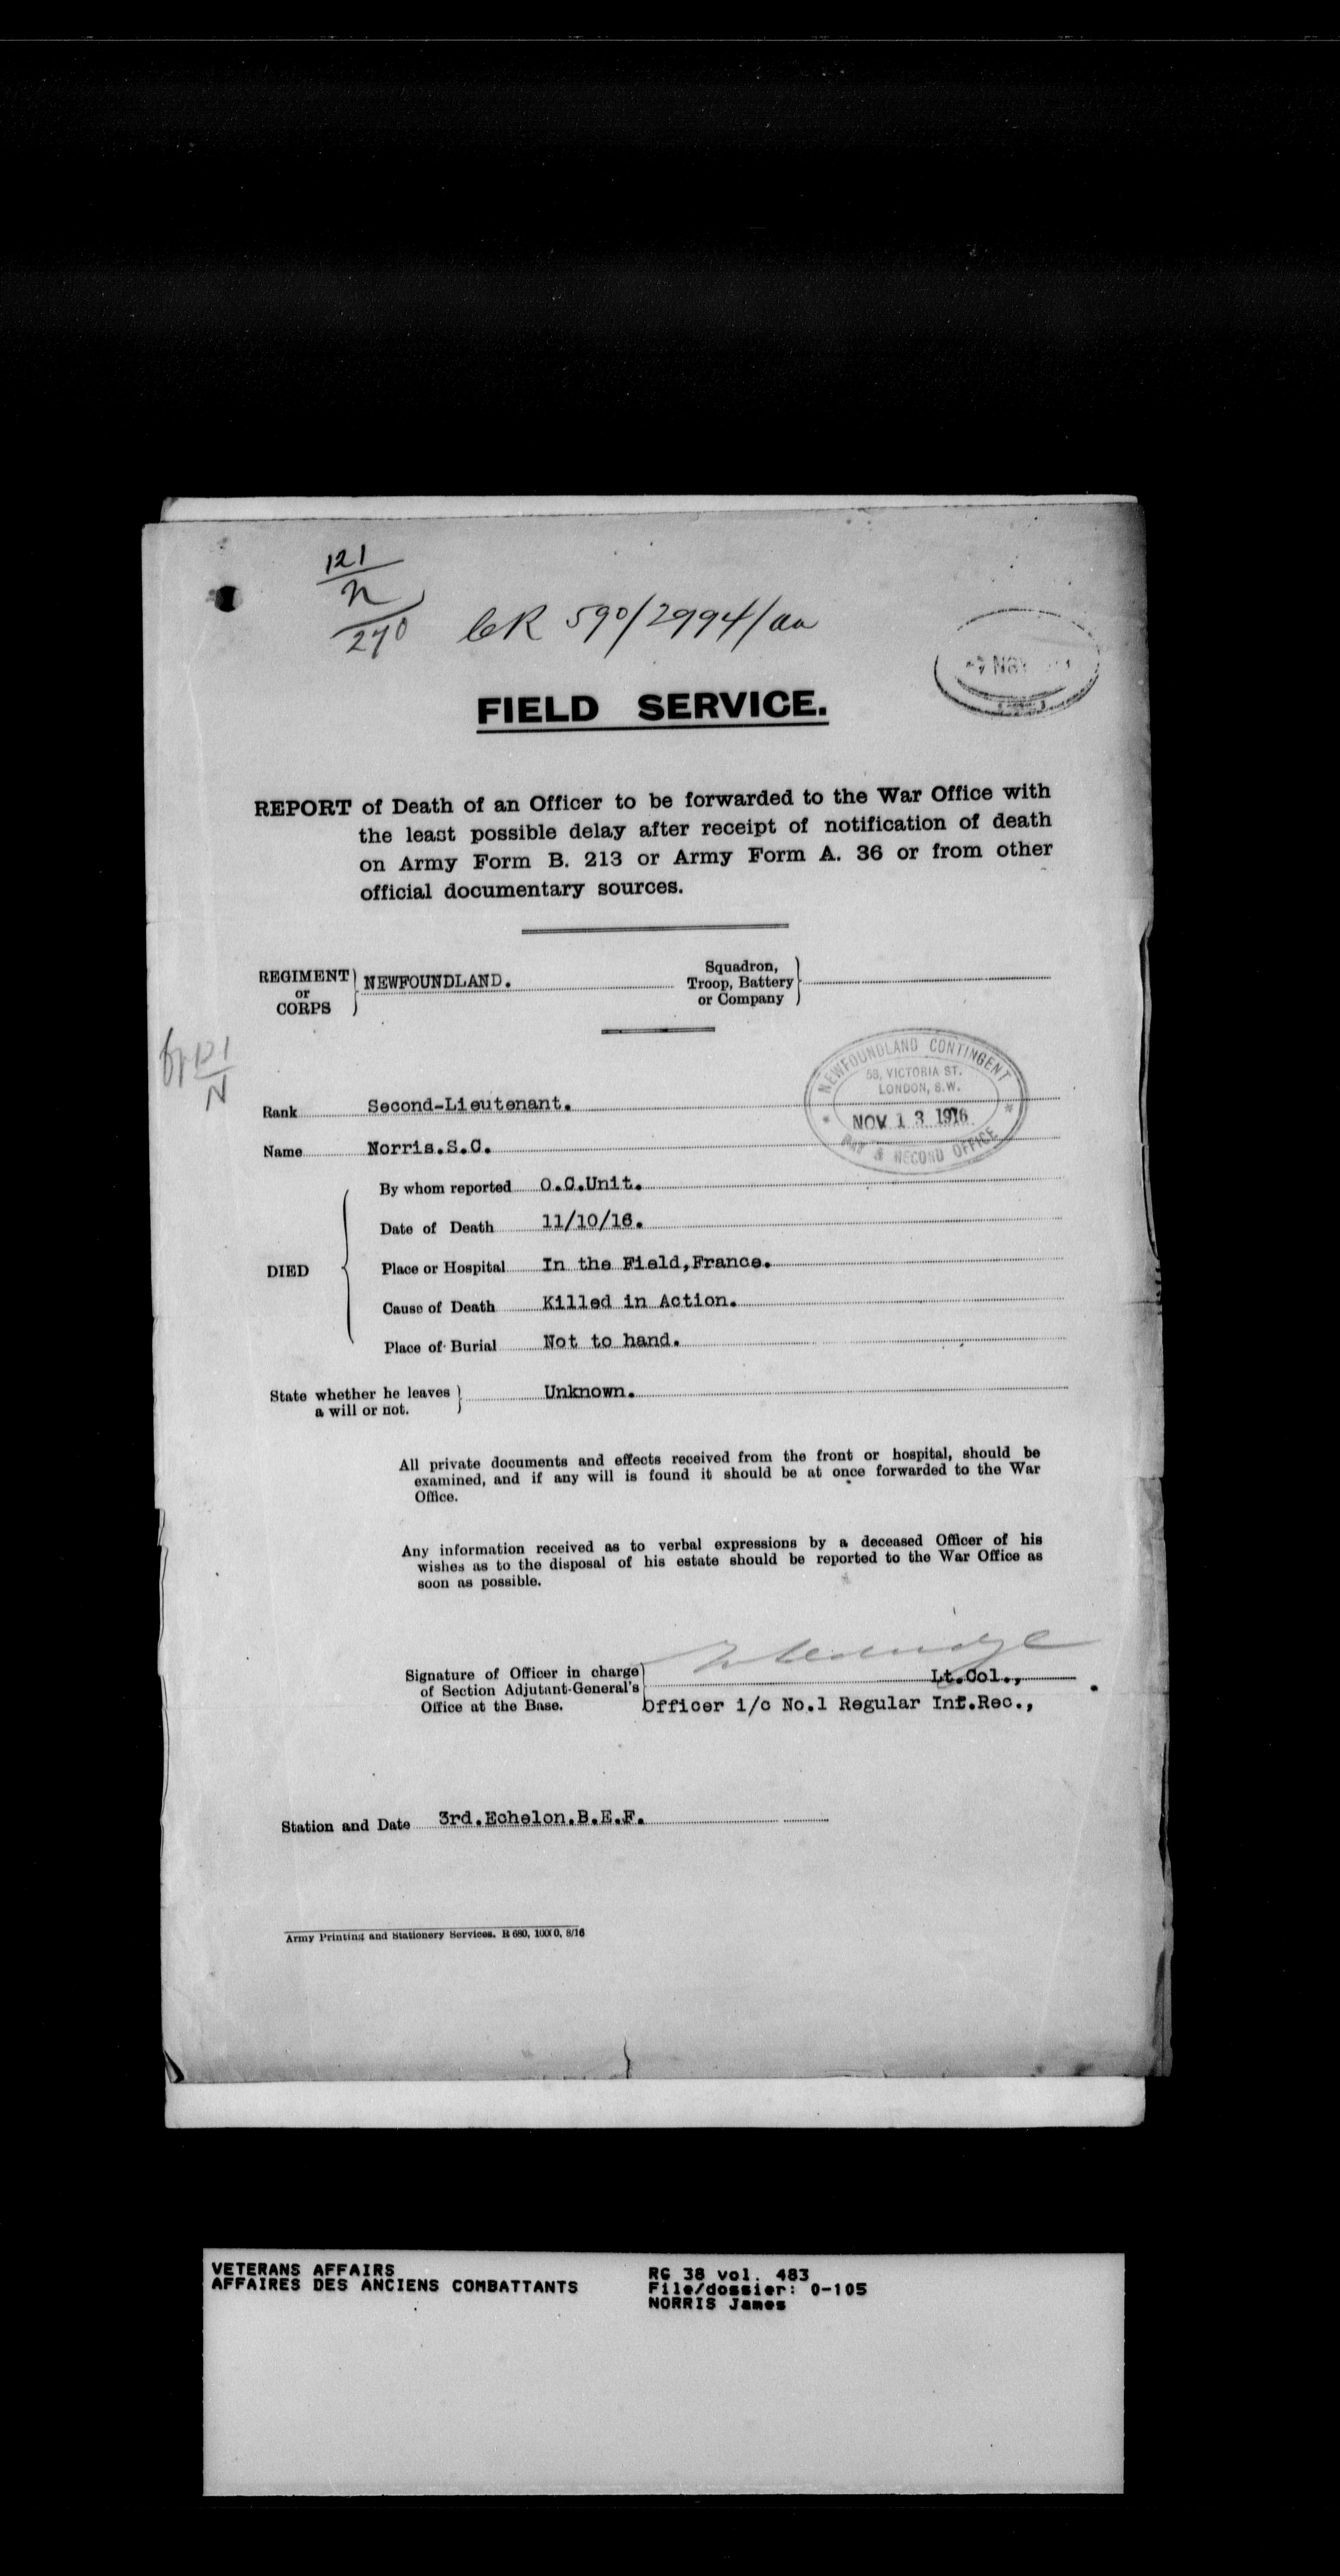 121
N
270
CR 590/2994/aa
FIELD SERVICE.
REPORT of Death of an Officer to be forwarded to the War Office with
the least possible delay after receipt of notification of death
on Army Form B. 213 or Army Form A. 36 or from other
official documentary sources.
REGIMENT
or
CORPS
NEWFOUNDLAND.
Squadron,
Troop, Battery
or Company
121
N
NEWFOUNDLAND CONTINGENT
58, VICTORIA ST.
LONDON, S.W.
NOV 13 1916
PAY & RECORD OFFICE
Rank Second-Lieutenant.
Name Norris.S.C.
DIED
By whom reported O.C.Unit.
Date of Death 11/10/16.
Place or Hospital In the Field,France.
Cause of Death Killed in Action.
Place of Burial Not to hand.
State whether he leaves
a will or not.
Unknown.
All private documents and effects received from the front or hospital, should be
examined, and if any will is found it should be at once forwarded to the War
Office.
Any information received as to verbal expressions by a deceased Officer of his
wishes as to the disposal of his estate should be reported to the War Office as
soon as possible.
Signature of Officer in charge
of Section Adjutant-General's
Office at the Base.
Lt.Col.,
Officer i/c No.1 Regular Inf.Rec.,
Station and Date 3rd.Echelon.B.E.F.
Army Printing and Stationery Services. R 680, 10000, 8/16
VETERANS AFFAIRS
AFFAIRES DES ANCIENS COMBATTANTS
RG 38 vol. 483
File/dossier: 0-105
NORRIS James